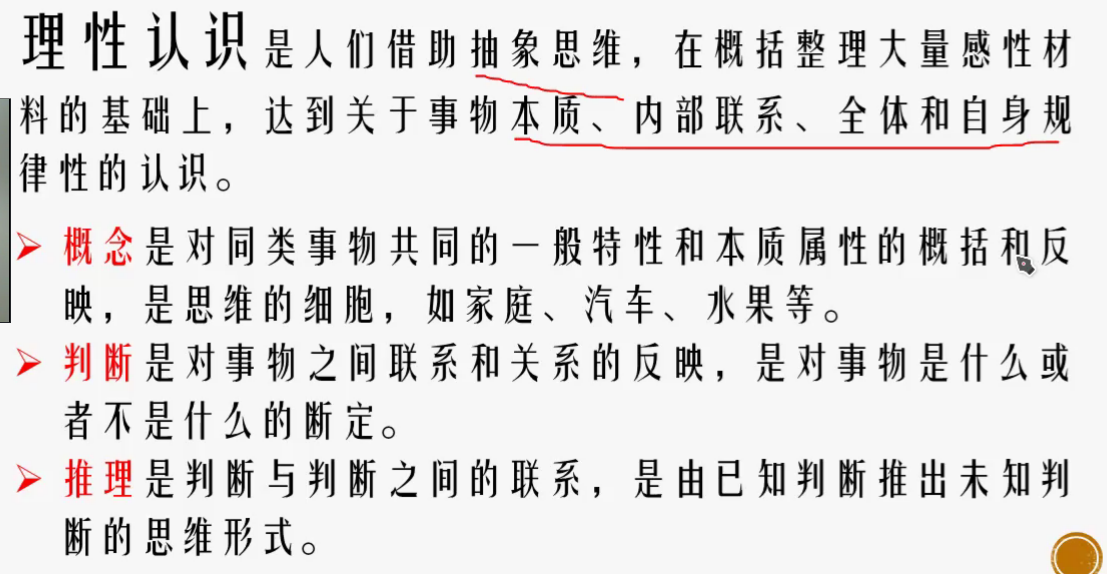 理性认识是人们借助抽象思维，在概括整理大量感性材
料的基础上，达到关于事物本质、内部联系、全体和自身规
律性的认识。
➢ 概念是对同类事物共同的一般特性和本质属性的概括和反
映，是思维的细胞，如家庭、汽车、水果等。
➢ 判断是对事物之间联系和关系的反映，是对事物是什么或
者不是什么的断定。
➢ 推理是判断与判断之间的联系，是由已知判断推出未知判
断的思维形式。